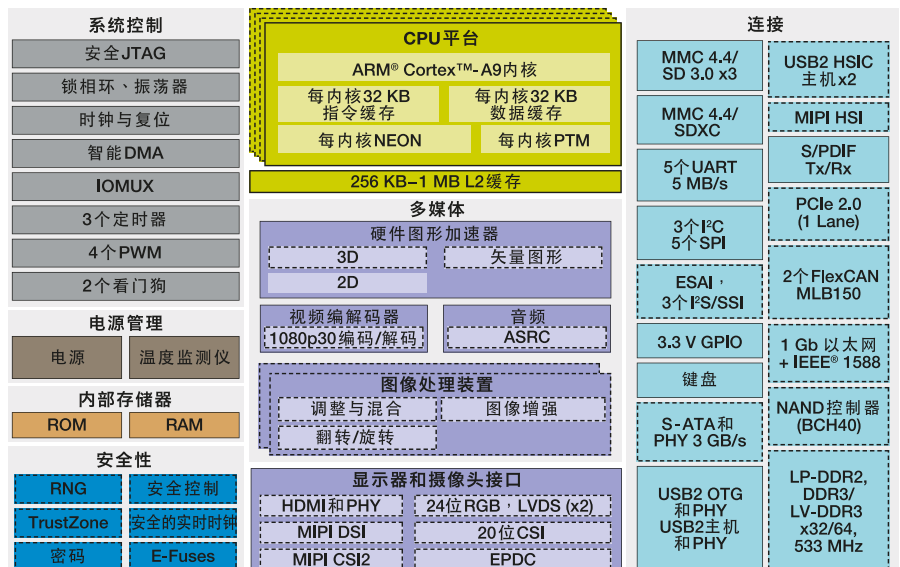 系统控制
安全JTAG
锁相环、振荡器
时钟与复位
智能DMA
IOMUX
3个定时器
4个PWM
2个看门狗
电源管理
电源
温度监测仪
内部存储器
ROM
RAM
安全性
RNG
安全控制
TrustZone
安全的实时时钟
密码
E-Fuses
CPU平台
ARM® Cortex™-A9内核
每内核32 KB
指令缓存
每内核32 KB
数据缓存
每内核NEON
每内核PTM
256 KB–1 MB L2缓存
多媒体
硬件图形加速器
3D
矢量图形
2D
视频编解码器
1080p30编码/解码
音频
ASRC
图像处理装置
调整与混合
图像增强
翻转/旋转
显示器和摄像头接口
HDMI和PHY
24位RGB，LVDS (x2)
MIPI DSI
20位CSI
MIPI CSI2
EPDC
连接
MMC 4.4/
SD 3.0 x3
MMC 4.4/
SDXC
5个UART
5 MB/s
3个I²C
5个SPI
ESAI，
3个I²S/SSI
3.3 V GPIO
键盘
S-ATA和
PHY 3 GB/s
USB2 OTG
和PHY
USB2主机
和PHY
USB2 HSIC
主机x2
MIPI HSI
S/PDIF
Tx/Rx
PCIe 2.0
(1 Lane)
2个FlexCAN
MLB150
1 Gb 以太网
+ IEEE® 1588
NAND控制器
(BCH40)
LP-DDR2,
DDR3/
LV-DDR3
x32/64,
533 MHz